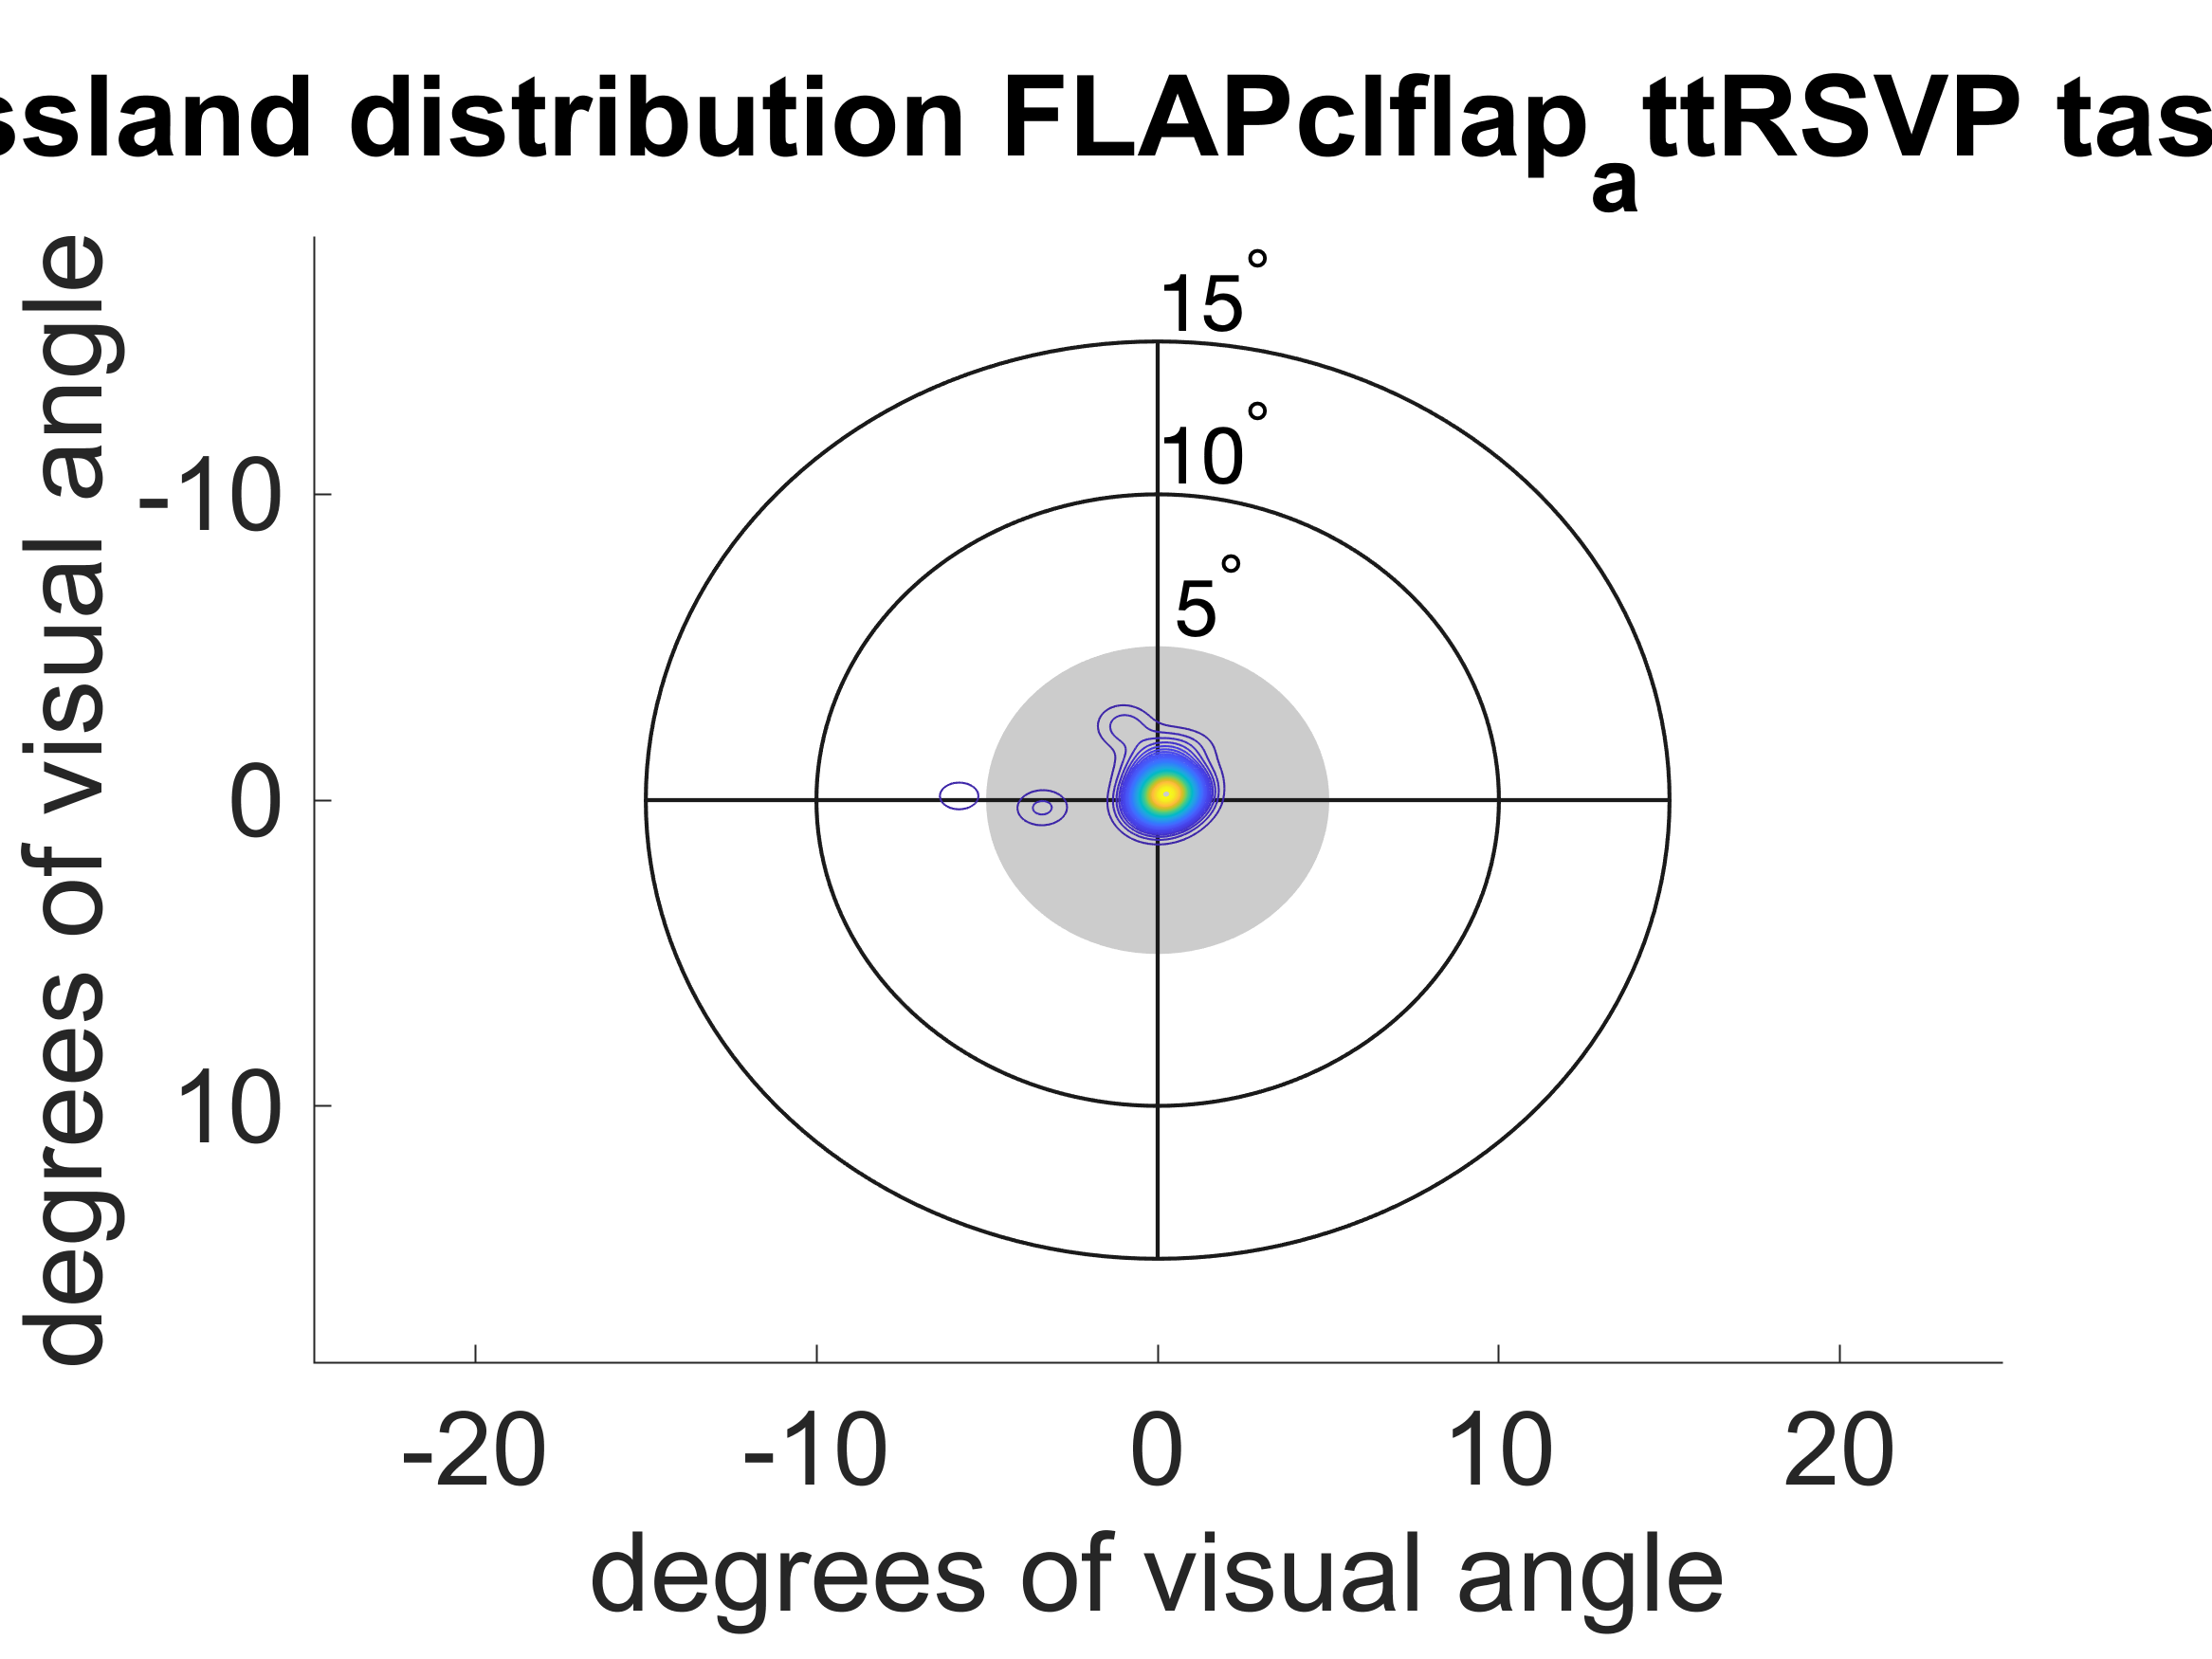 ssland distribution FLAPclflapattRSVP tas
degrees of visual angle
15°
10°
5°
-10
0
10
-20 -10 0 10 20
degrees of visual angle